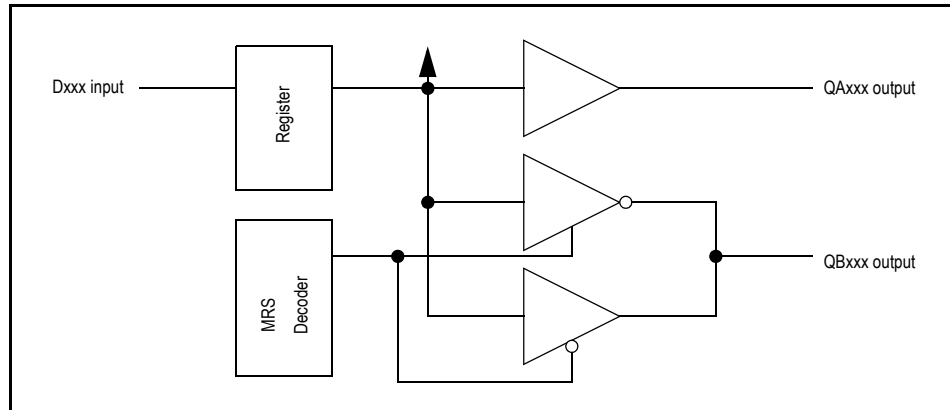 Dxxx input
Register
QAxxx output
MRS
Decoder
QBxxx output